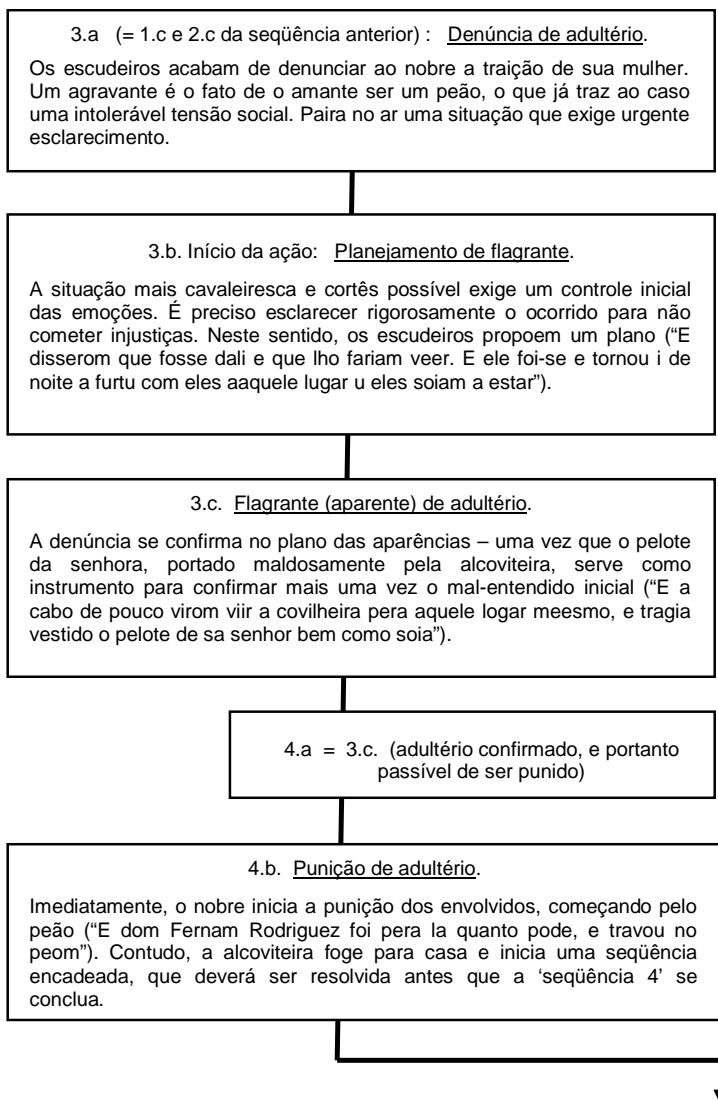 3.a (= 1.c e 2.c da seqüência anterior) : Denúncia de adultério.
Os escudeiros acabam de denunciar ao nobre a traição de sua mulher.
Um agravante é o fato de o amante ser um peão, o que já traz ao caso
uma intolerável tensão social. Paira no ar uma situação que exige urgente
esclarecimento.
3.b. Início da ação: Planejamento de flagrante.
A situação mais cavaleiresca e cortês possível exige um controle inicial
das emoções. É preciso esclarecer rigorosamente o ocorrido para não
cometer injustiças. Neste sentido, os escudeiros propoem um plano (“E
disserom que fosse dali e que lho fariam veer. E ele foi-se e tornou i de
noite a furtu com eles aaquele lugar u eles soiam a estar”).
3.c. Flagrante (aparente) de adultério.
A denúncia se confirma no plano das aparências – uma vez que o pelote
da senhora, portado maldosamente pela alcoviteira, serve como
instrumento para confirmar mais uma vez o mal-entendido inicial (“E a
cabo de pouco virom viir a covilheira pera aquele logar meesmo, e tragia
vestido o pelote de sa senhor bem como soia”).
4.a = 3.c. (adultério confirmado, e portanto
passível de ser punido)
4.b. Punição de adultério.
Imediatamente, o nobre inicia a punição dos envolvidos, começando pelo
peão (“E dom Fernam Rodriguez foi pera la quanto pode, e travou no
peom”). Contudo, a alcoviteira foge para casa e inicia uma seqüência
encadeada, que deverá ser resolvida antes que a ‘seqüência 4’ se
conclua.